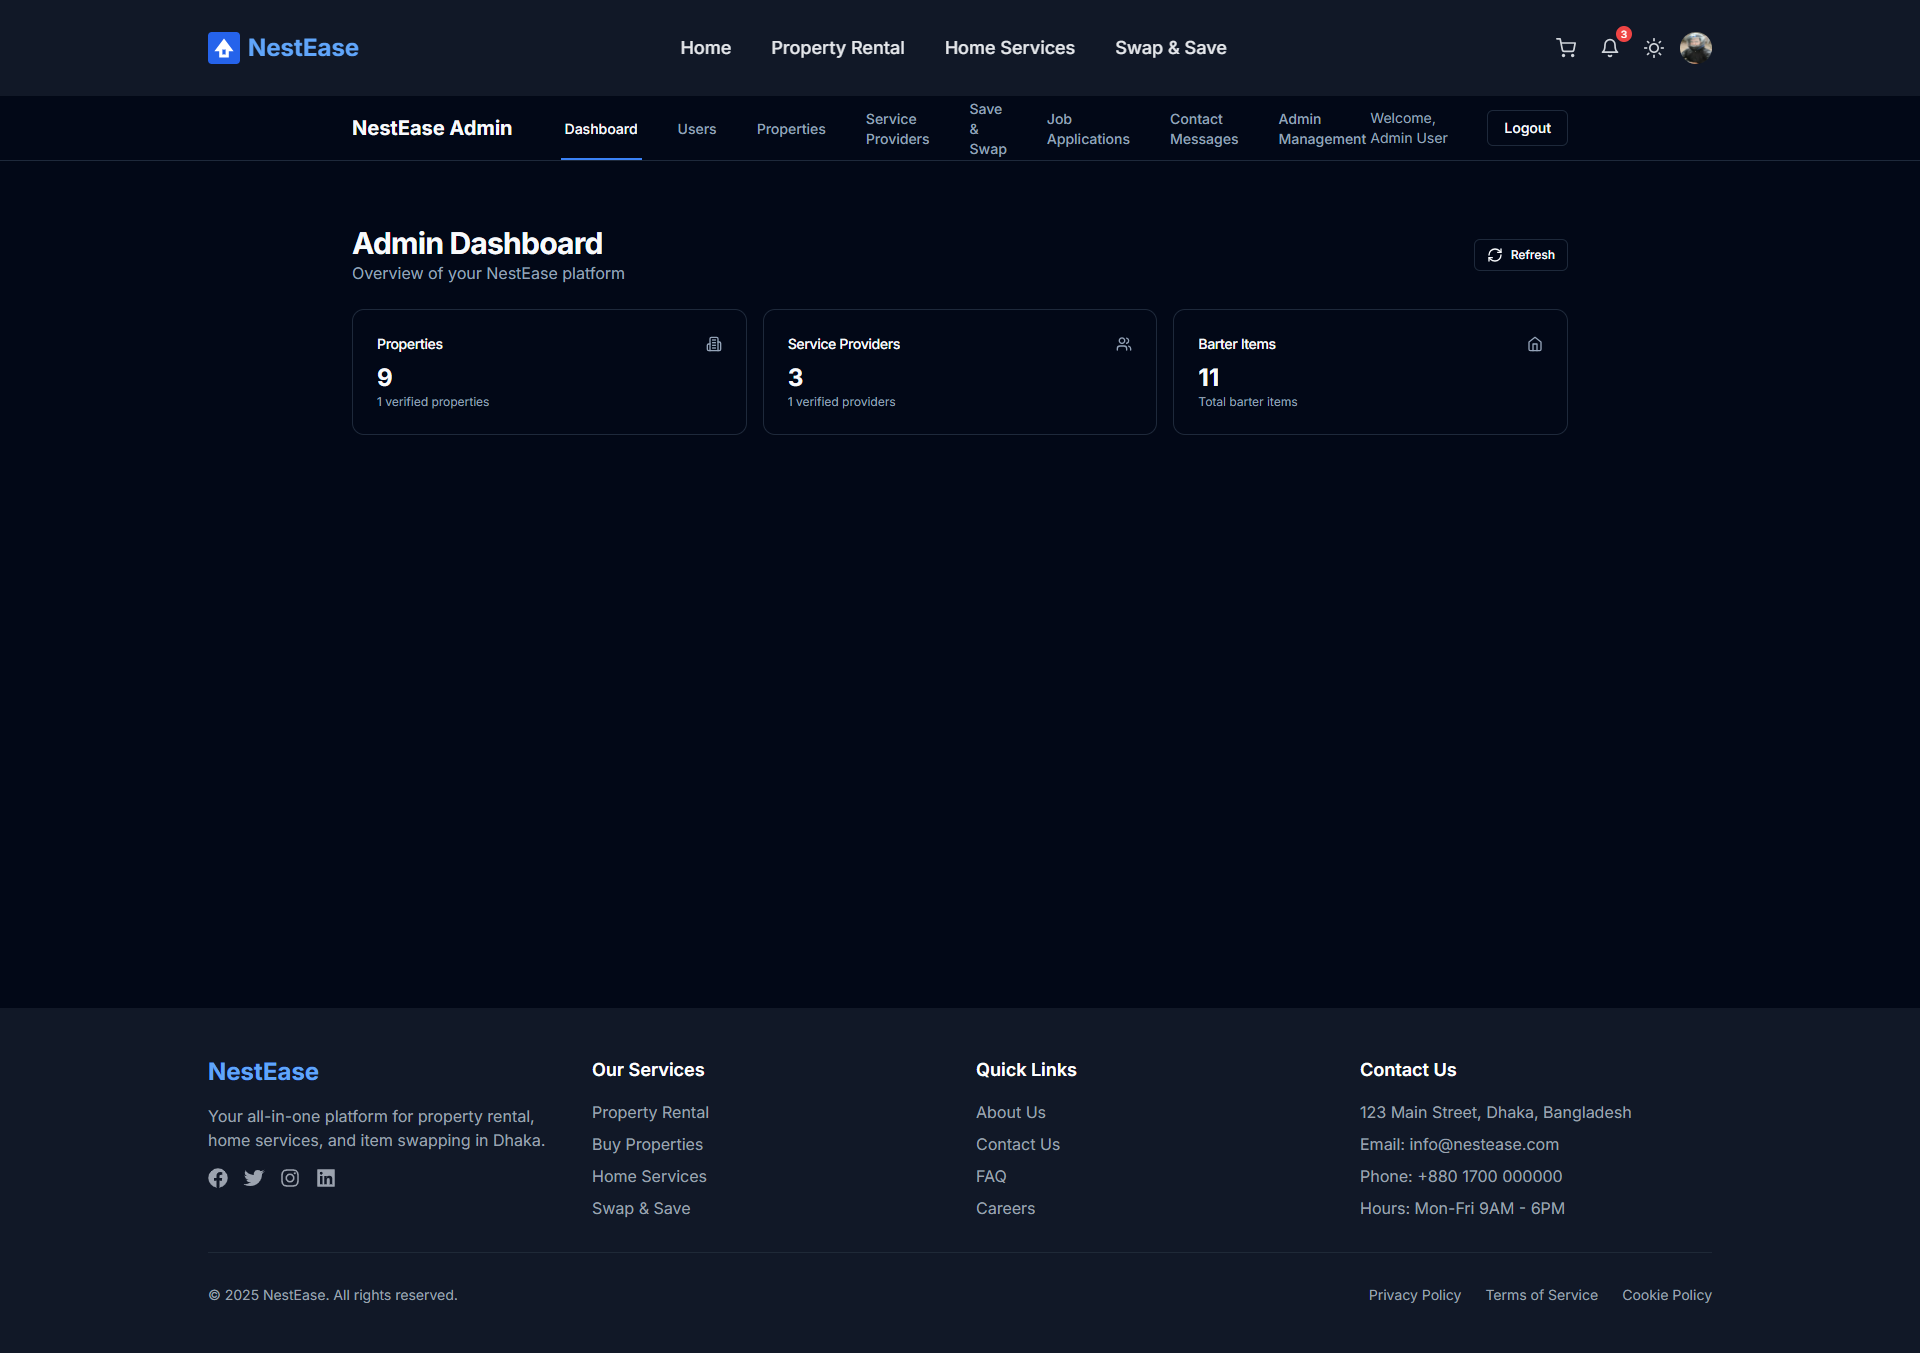 NestEase
Home
Property Rental
Home Services
Swap & Save
3
NestEase Admin
Dashboard
Users
Properties
Service
Providers
Save
&
Swap
Job
Applications
Contact
Messages
Admin
Management
Welcome,
Admin User
Logout
Admin Dashboard
Overview of your NestEase platform
Refresh
Properties
9
1 verified properties
Service Providers
3
1 verified providers
Barter Items
11
Total barter items
NestEase
Your all-in-one platform for property rental,
home services, and item swapping in Dhaka.
Our Services
Property Rental
Buy Properties
Home Services
Swap & Save
Quick Links
About Us
Contact Us
FAQ
Careers
Contact Us
123 Main Street, Dhaka, Bangladesh
Email: info@nestease.com
Phone: +880 1700 000000
Hours: Mon-Fri 9AM - 6PM
© 2025 NestEase. All rights reserved.
Privacy Policy
Terms of Service
Cookie Policy